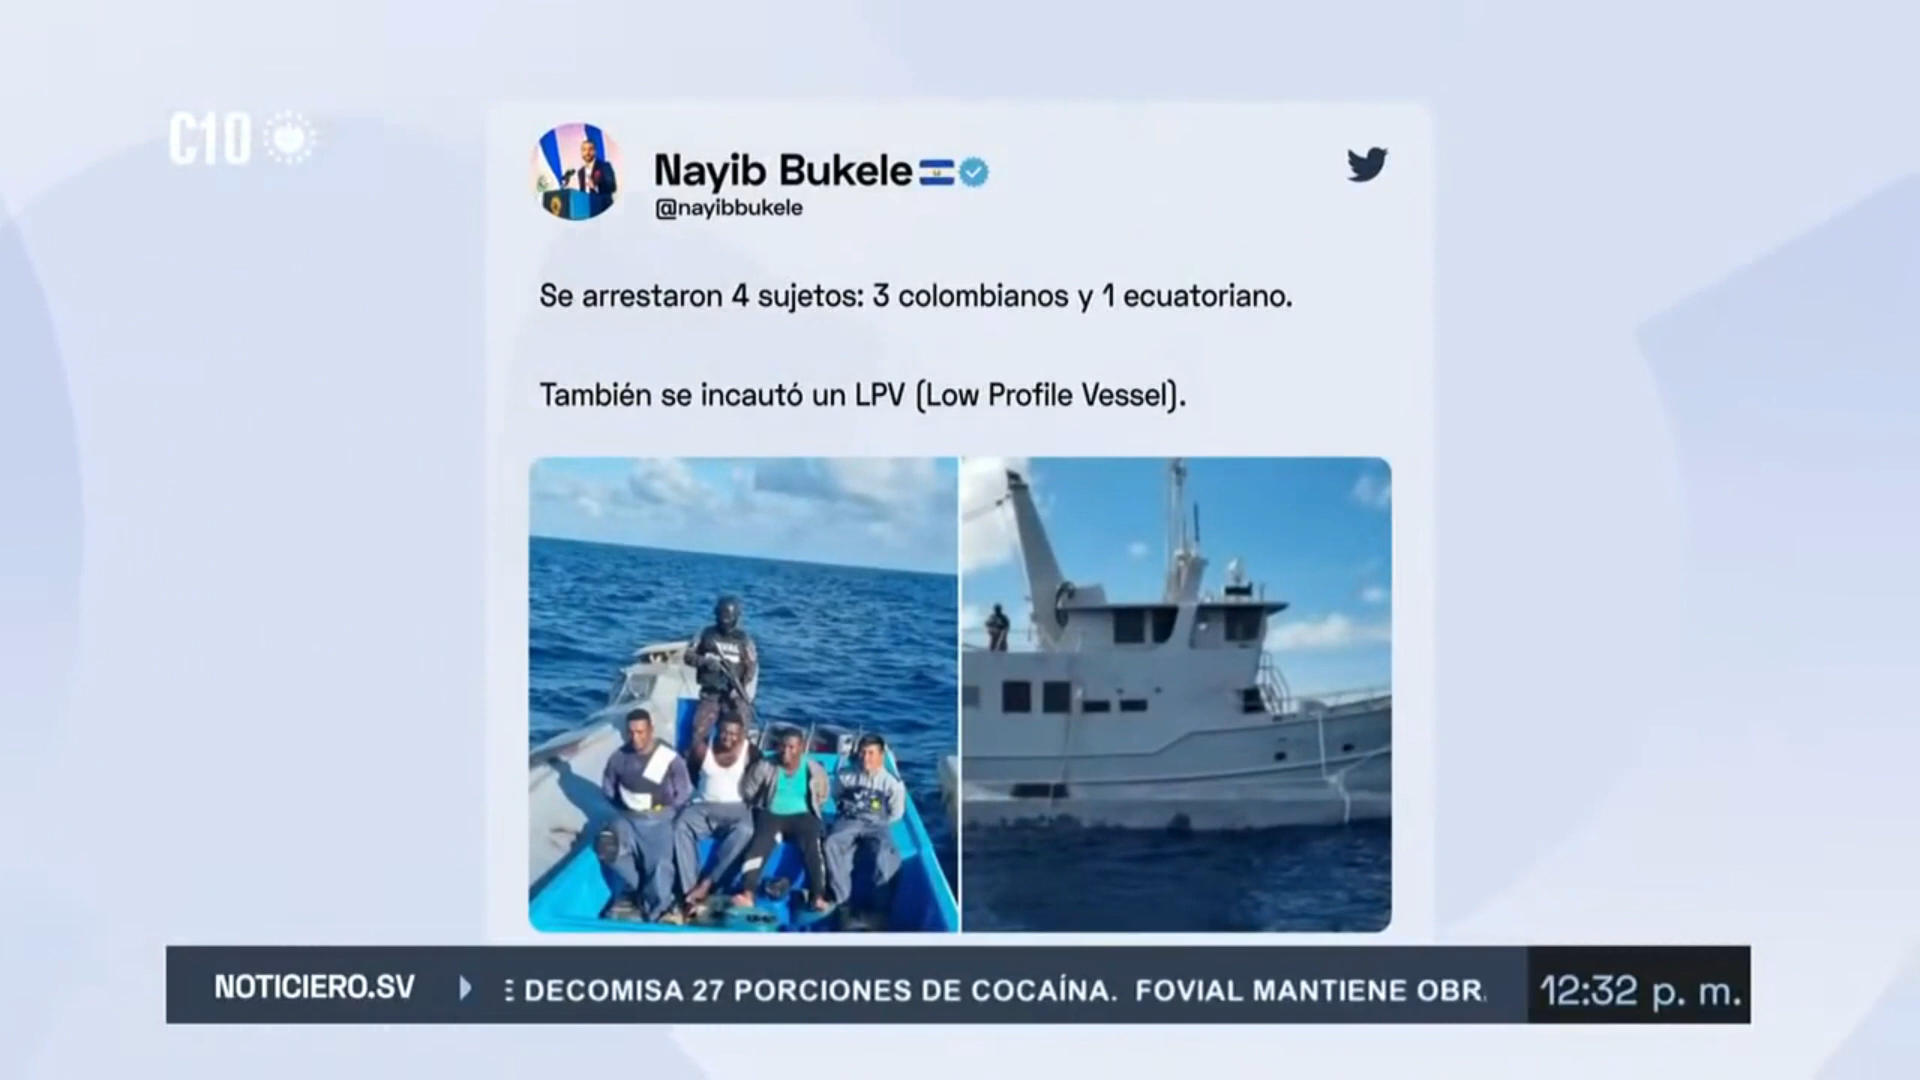 C10
Nayib Bukele
@nayibbukele
Se arrestaron 4 sujetos: 3 colombianos y 1 ecuatoriano.
También se incautó un LPV (Low Profile Vessel).
NOTICIERO.SV
DECOMISA 27 PORCIONES DE COCAÍNA. FOVIAL MANTIENE OBR
12:32 p. m.